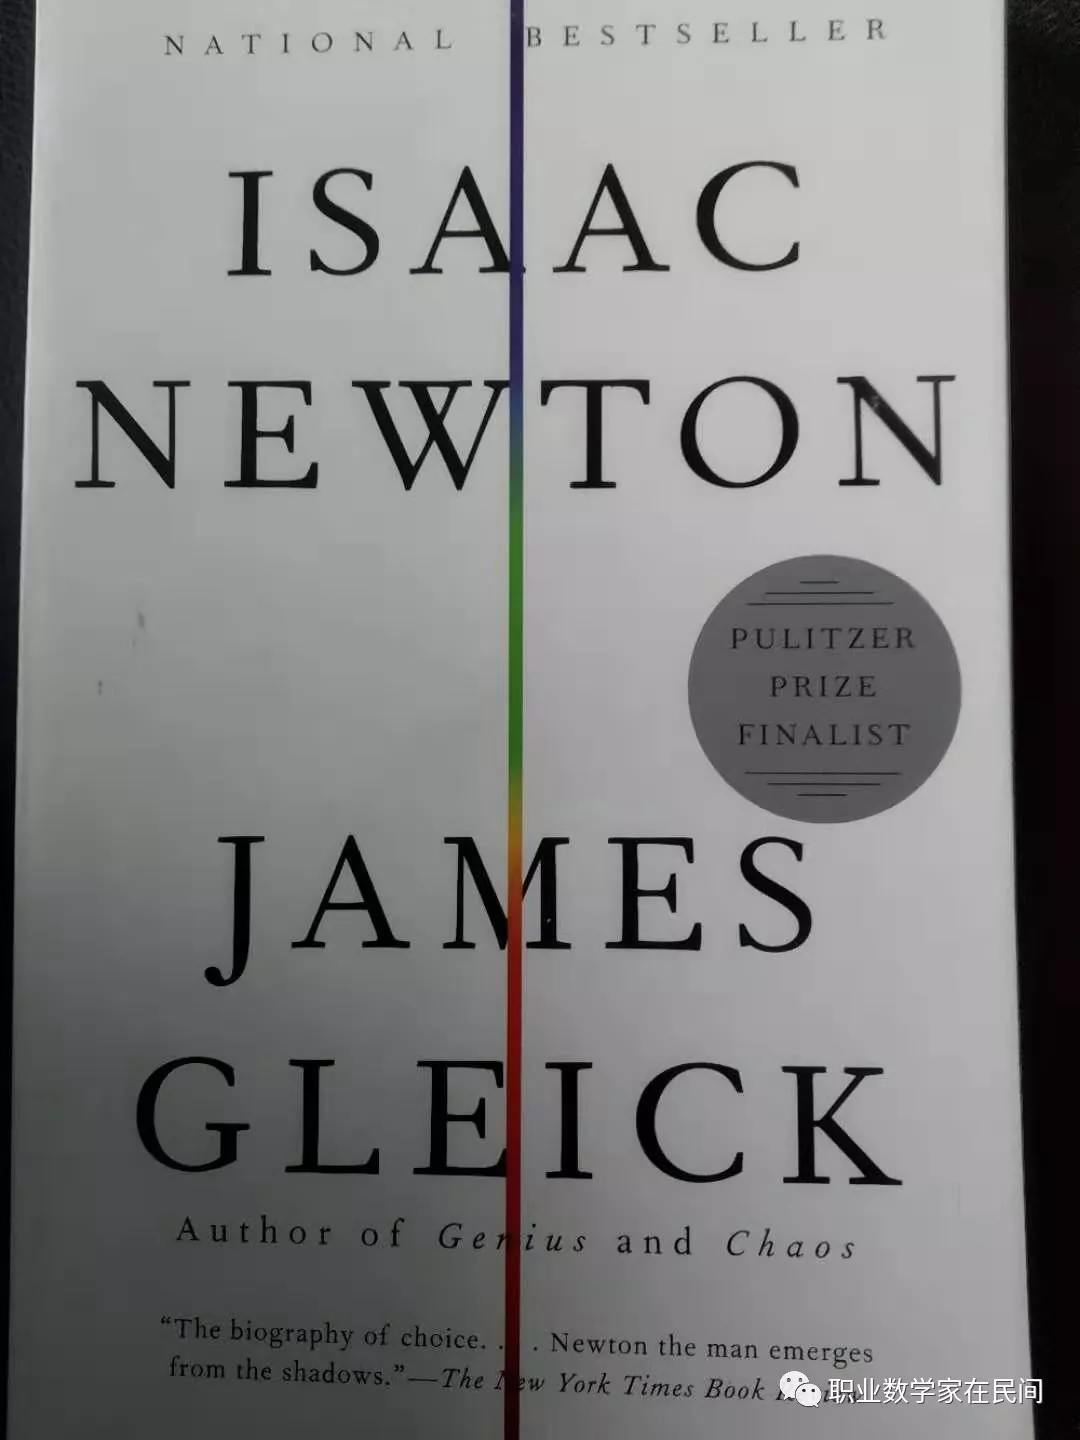 NATIONAL BESTSELLER
ISAAC
NEWTON
PULITZER
PRIZE
FINALIST
JAMES
GLEICK
Author of Genius and Chaos
“The biography of choice. . . . Newton the man emerges
from the shadows.”—The New York Times Book Review
职业数学家在民间